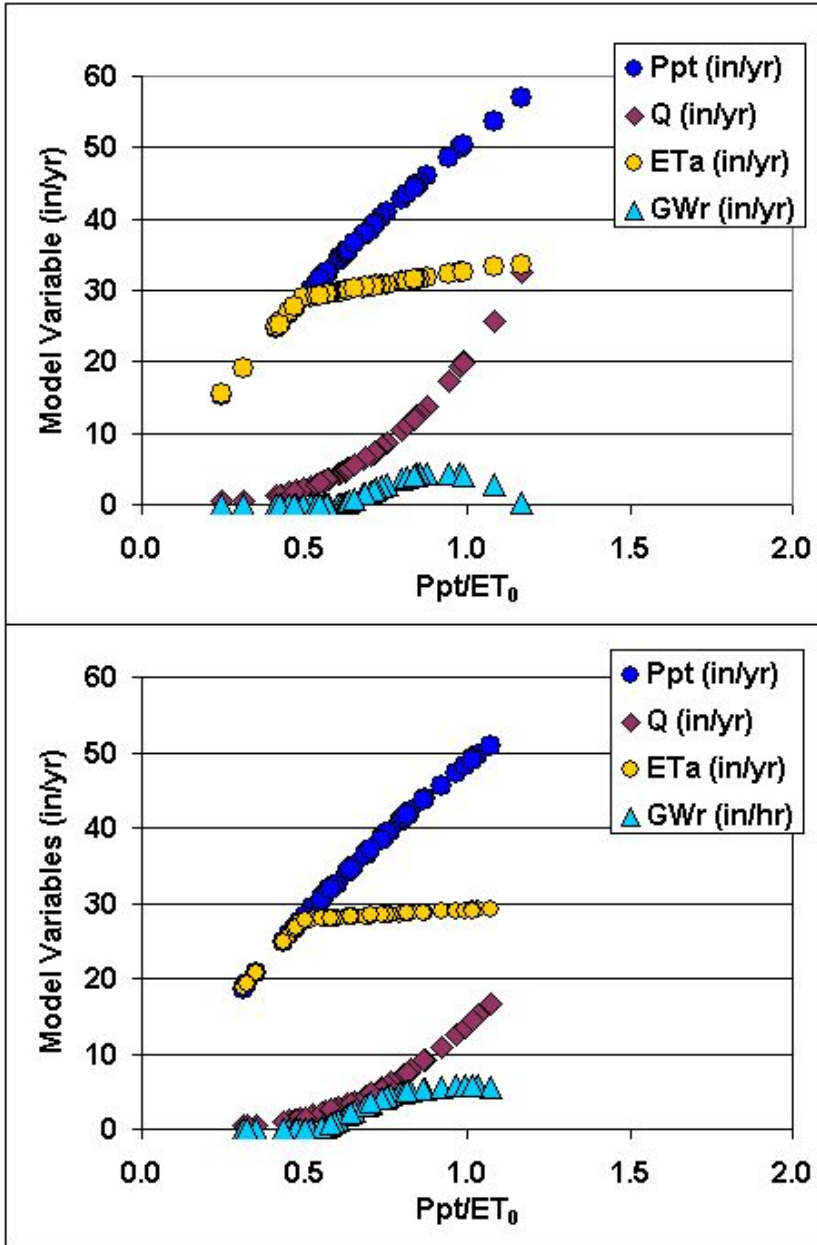 Ppt (in/yr)
Q (in/yr)
ETa (in/yr)
GWr (in/yr)
60
50
40
30
20
10
0
Model Variable (in/yr)
0.0 0.5 1.0 1.5 2.0
Ppt/ET₀
Ppt (in/yr)
Q (in/yr)
ETa (in/yr)
GWr (in/hr)
60
50
40
30
20
10
0
Model Variables (in/yr)
0.0 0.5 1.0 1.5 2.0
Ppt/ET₀